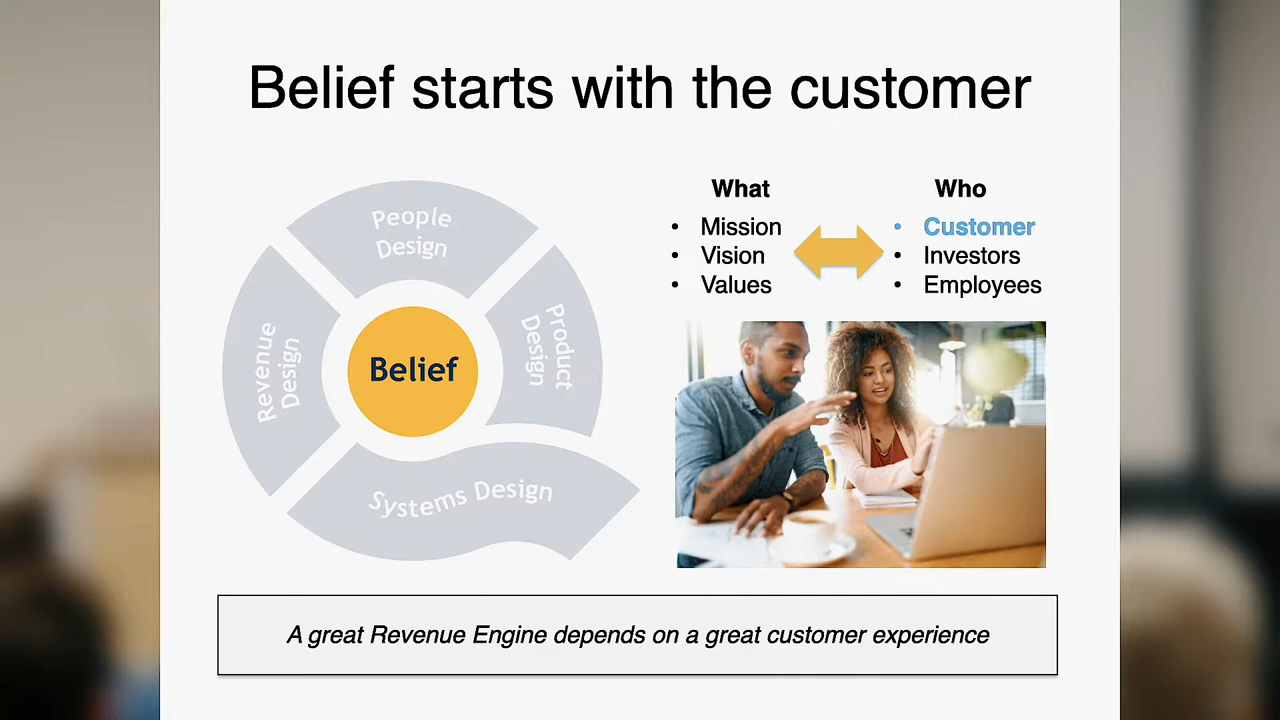 Belief starts with the customer
People
Design
Revenue
Design
Belief
Product
Design
Systems Design
What
• Mission
• Vision
• Values
Who
• Customer
• Investors
• Employees
A great Revenue Engine depends on a great customer experience